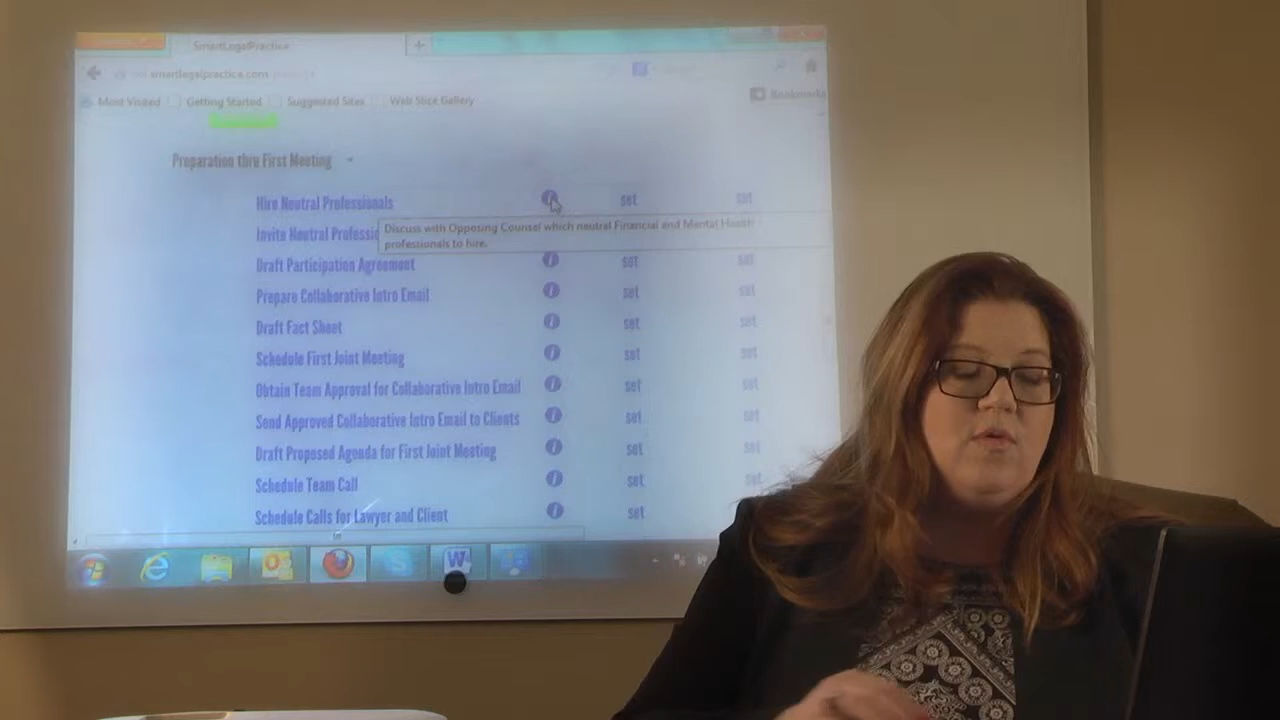 SmartLegalPractice
smartlegalpractice.com
Most Visited Getting Started Suggested Sites Web Slice Gallery
Bookmarks
Preparation thru First Meeting
Hire Neutral Professionals set set
Discuss with Opposing Counsel which neutral Financial and Mental Health
professionals to hire.
Invite Neutral Professio
Draft Participation Agreement set set
Prepare Collaborative Intro Email set set
Draft Fact Sheet set set
Schedule First Joint Meeting set set
Obtain Team Approval for Collaborative Intro Email set set
Send Approved Collaborative Intro Email to Clients set set
Draft Proposed Agenda for First Joint Meeting set set
Schedule Team Call set set
Schedule Calls for Lawyer and Client set